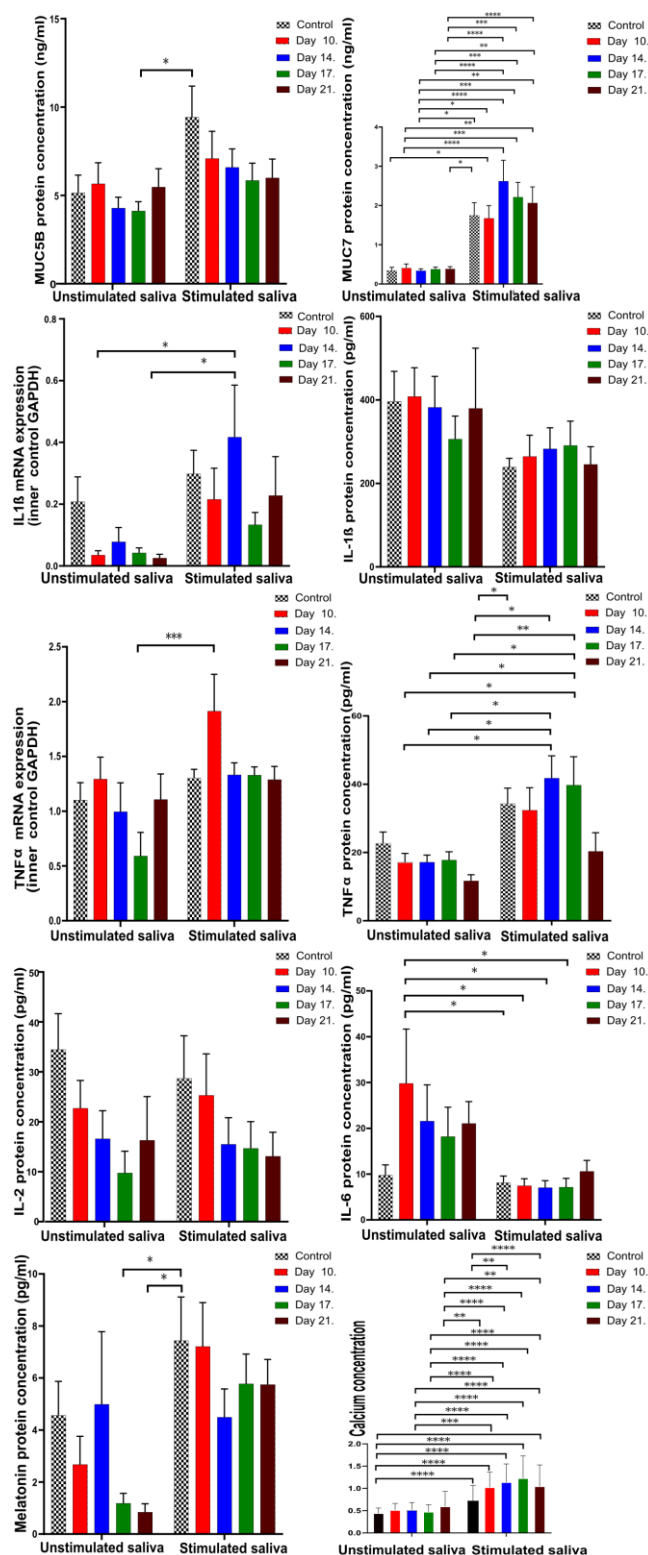 MUC5B protein concentration (ng/ml)
15
10
5
0
*
Control
Day 10.
Day 14.
Day 17.
Day 21.
Unstimulated saliva Stimulated saliva
MUC7 protein concentration (ng/ml)
4
3
2
1
0
****
***
****
**
***
****
**
***
****
*
*
**
***
****
*
*
Control
Day 10.
Day 14.
Day 17.
Day 21.
Unstimulated saliva Stimulated saliva
IL1ß mRNA expression
(inner control GAPDH)
0.8
0.6
0.4
0.2
0.0
*
*
Control
Day 10.
Day 14.
Day 17.
Day 21.
Unstimulated saliva Stimulated saliva
IL-1ß protein concentration (pg/ml)
600
400
200
0
Control
Day 10.
Day 14.
Day 17.
Day 21.
Unstimulated saliva Stimulated saliva
TNFα mRNA expression
(inner control GAPDH)
2.5
2.0
1.5
1.0
0.5
0.0
***
Control
Day 10.
Day 14.
Day 17.
Day 21.
Unstimulated saliva Stimulated saliva
TNFα protein concentration (pg/ml)
60
40
20
0
*
*
**
*
*
*
*
*
*
Control
Day 10.
Day 14.
Day 17.
Day 21.
Unstimulated saliva Stimulated saliva
IL-2 protein concentration (pg/ml)
50
40
30
20
10
0
Control
Day 10.
Day 14.
Day 17.
Day 21.
Unstimulated saliva Stimulated saliva
IL-6 protein concentration (pg/ml)
50
40
30
20
10
0
*
*
*
*
Control
Day 10.
Day 14.
Day 17.
Day 21.
Unstimulated saliva Stimulated saliva
Melatonin protein concentration (pg/ml)
10
8
6
4
2
0
*
*
Control
Day 10.
Day 14.
Day 17.
Day 21.
Unstimulated saliva Stimulated saliva
Calcium concentration
2.0
1.5
1.0
0.5
0.0
****
**
**
****
****
**
****
****
****
****
****
****
****
***
****
****
****
****
Control
Day 10.
Day 14.
Day 17.
Day 21.
Unstimulated saliva Stimulated saliva